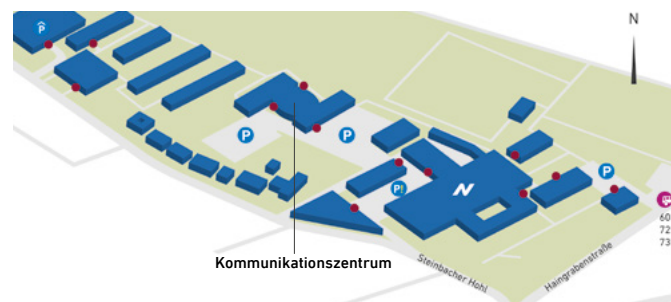 N
P
P
P
P
P!
N
60
72
73
Kommunikationszentrum
Steinbacher Hohl
Haingrabenstraße